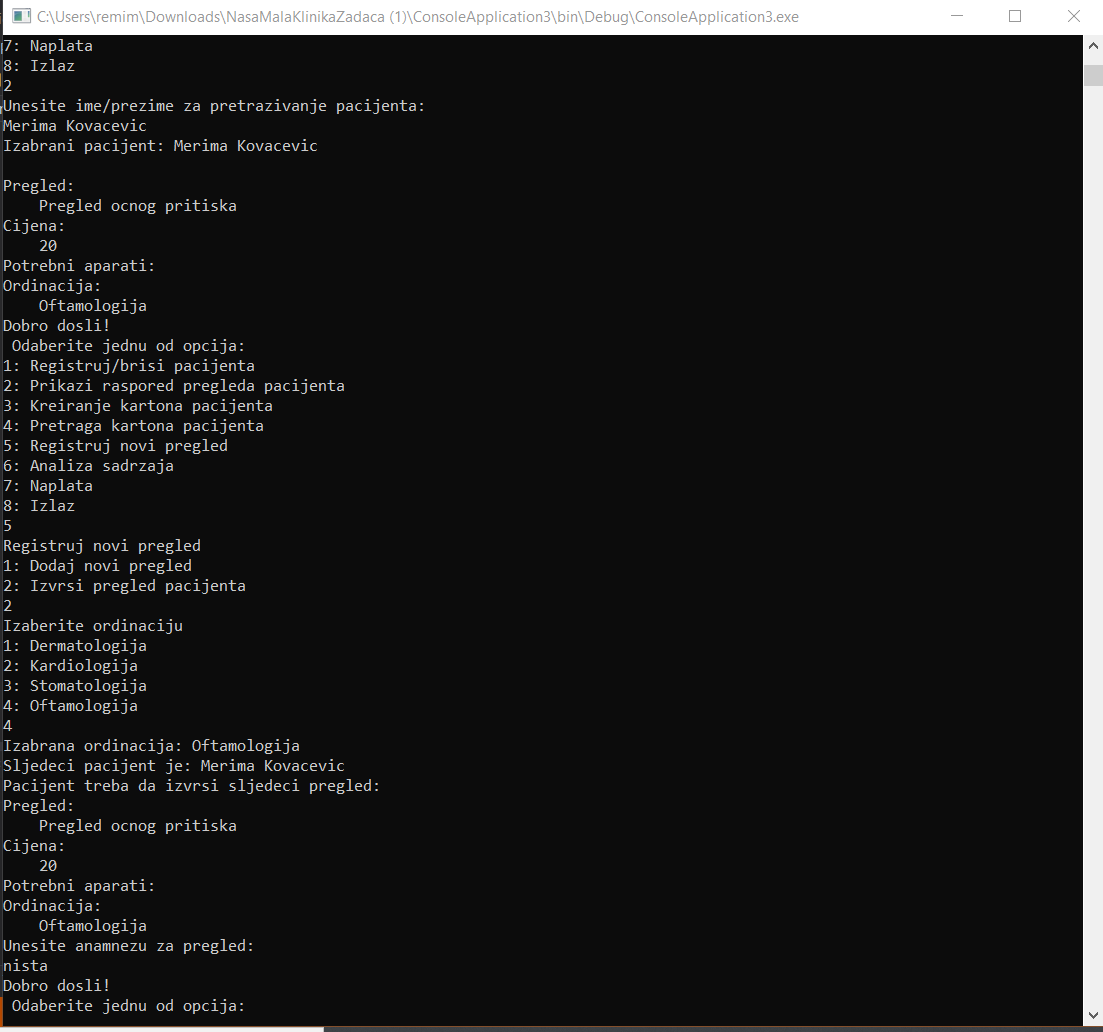 C:\Users\remim\Downloads\NasaMalaKlinikaZadaca (1)\ConsoleApplication3\bin\Debug\ConsoleApplication3.exe
7: Naplata
8: Izlaz
2
Unesite ime/prezime za pretrazivanje pacijenta:
Merima Kovacevic
Izabrani pacijent: Merima Kovacevic

Pregled:
    Pregled ocnog pritiska
Cijena:
    20
Potrebni aparati:
Ordinacija:
    Oftamologija
Dobro dosli!
 Odaberite jednu od opcija:
1: Registruj/brisi pacijenta
2: Prikazi raspored pregleda pacijenta
3: Kreiranje kartona pacijenta
4: Pretraga kartona pacijenta
5: Registruj novi pregled
6: Analiza sadrzaja
7: Naplata
8: Izlaz
5
Registruj novi pregled
1: Dodaj novi pregled
2: Izvrsi pregled pacijenta
2
Izaberite ordinaciju
1: Dermatologija
2: Kardiologija
3: Stomatologija
4: Oftamologija
4
Izabrana ordinacija: Oftamologija
Sljedeci pacijent je: Merima Kovacevic
Pacijent treba da izvrsi sljedeci pregled:
Pregled:
    Pregled ocnog pritiska
Cijena:
    20
Potrebni aparati:
Ordinacija:
    Oftamologija
Unesite anamnezu za pregled:
nista
Dobro dosli!
 Odaberite jednu od opcija: